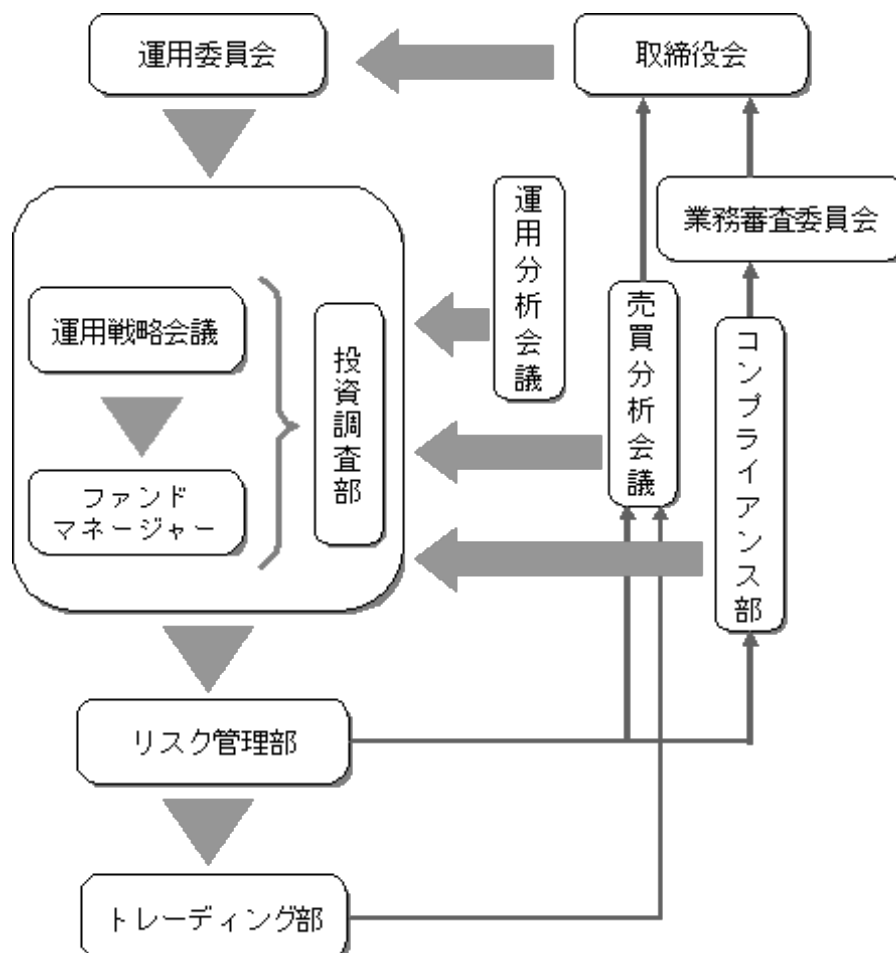 運用委員会
取締役会
業務審査委員会
運用分析会議
売買分析会議
コンプライアンス部
運用戦略会議
投資調査部
ファンド
マネージャー
リスク管理部
トレーディング部